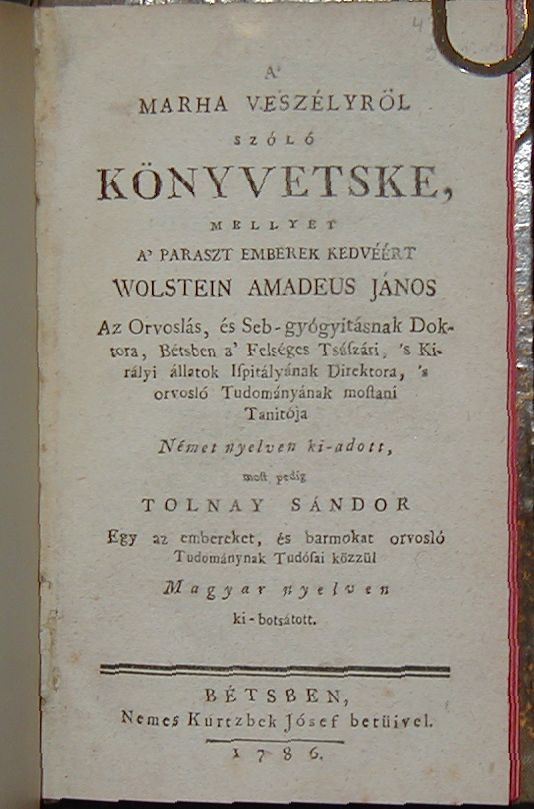 A'
MARHA VESZÉLYRÖL
SZÓLÓ
KÖNYVETSKE,
MELLYET
A' PARASZT EMBEREK KEDVÉÉRT
WOLSTEIN AMADEUS JÁNOS
Az Orvoslás, és Seb-gyógyitásnak Dok-
tora, Bétsben a' Felséges Tsászári, 's Ki-
rályi állatok Ispitályának Direktora, 's
orvosló Tudományának mostani
Tanitója
Német nyelven ki-adott,
most pedig
TOLNAY SÁNDOR
Egy az embereket, és barmokat orvosló
Tudománynak Tudósai közzül
Magyar nyelven
ki-botsátott.
BÉTSBEN,
Nemes Kurtzbek Jósef betüivel.
1786.